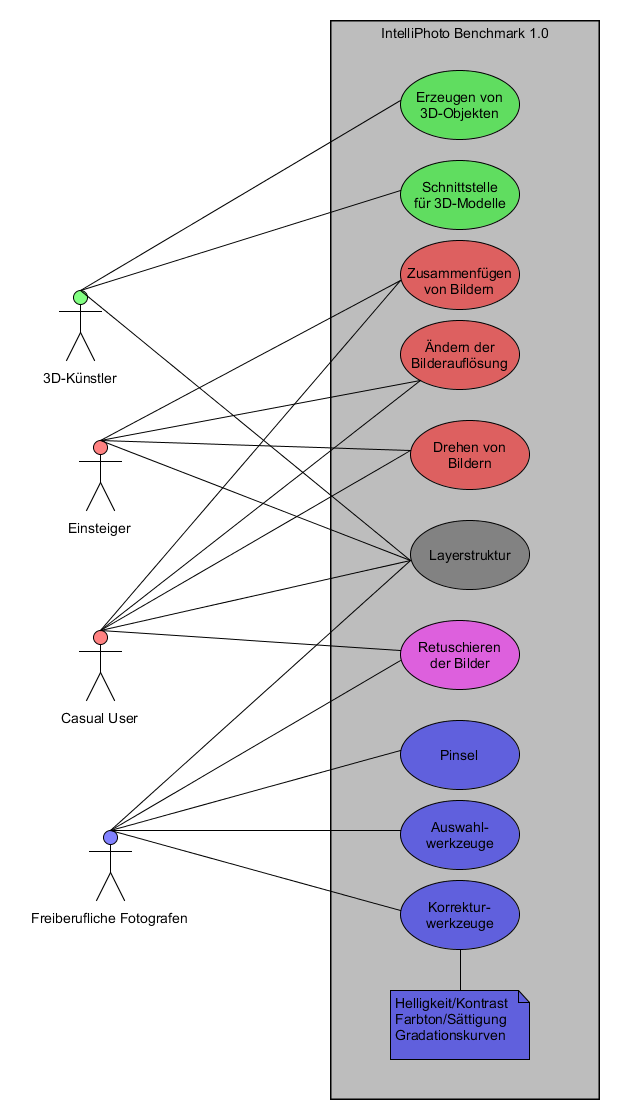 IntelliPhoto Benchmark 1.0
Erzeugen von
3D-Objekten
Schnittstelle
für 3D-Modelle
Zusammenfügen
von Bildern
Ändern der
Bilderauflösung
3D-Künstler
Drehen von
Bildern
Einsteiger
Layerstruktur
Retuschieren
der Bilder
Casual User
Pinsel
Auswahl-
werkzeuge
Freiberufliche Fotografen
Korrektur-
werkzeuge
Helligkeit/Kontrast
Farbton/Sättigung
Gradationskurven